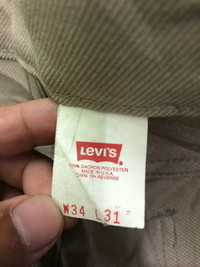 Levi's
100% DACRON POLYESTER
MADE IN U.S.A.
CARE ON REVERSE
W34 L31